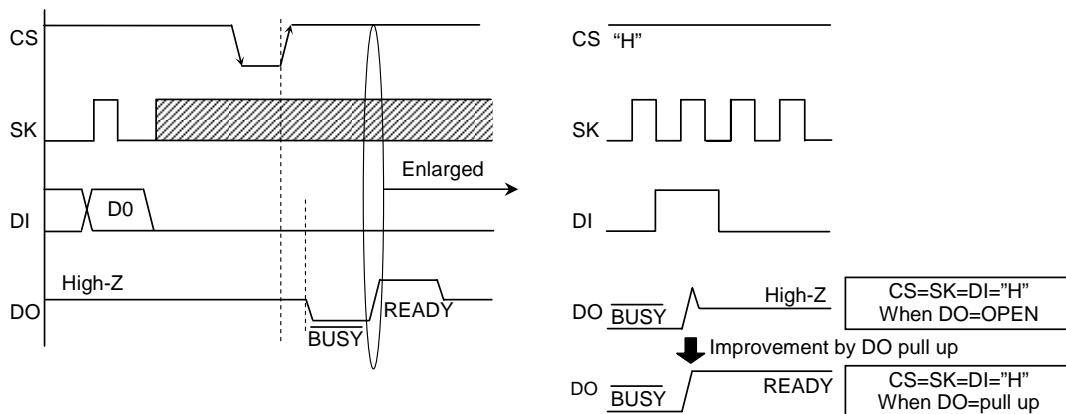 CS
SK
DI
D0
DO
High-Z
BUSY
READY
Enlarged
CS "H"
SK
DI
DO BUSY High-Z
CS=SK=DI="H"
When DO=OPEN
Improvement by DO pull up
DO BUSY READY
CS=SK=DI="H"
When DO=pull up